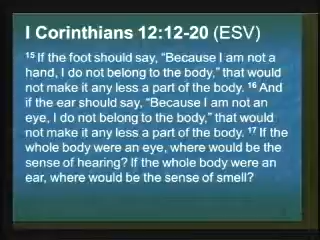 I Corinthians 12:12-20 (ESV)
15 If the foot should say, “Because I am not a
hand, I do not belong to the body,” that would
not make it any less a part of the body. 16 And
if the ear should say, “Because I am not an
eye, I do not belong to the body,” that would
not make it any less a part of the body. 17 If the
whole body were an eye, where would be the
sense of hearing? If the whole body were an
ear, where would be the sense of smell?